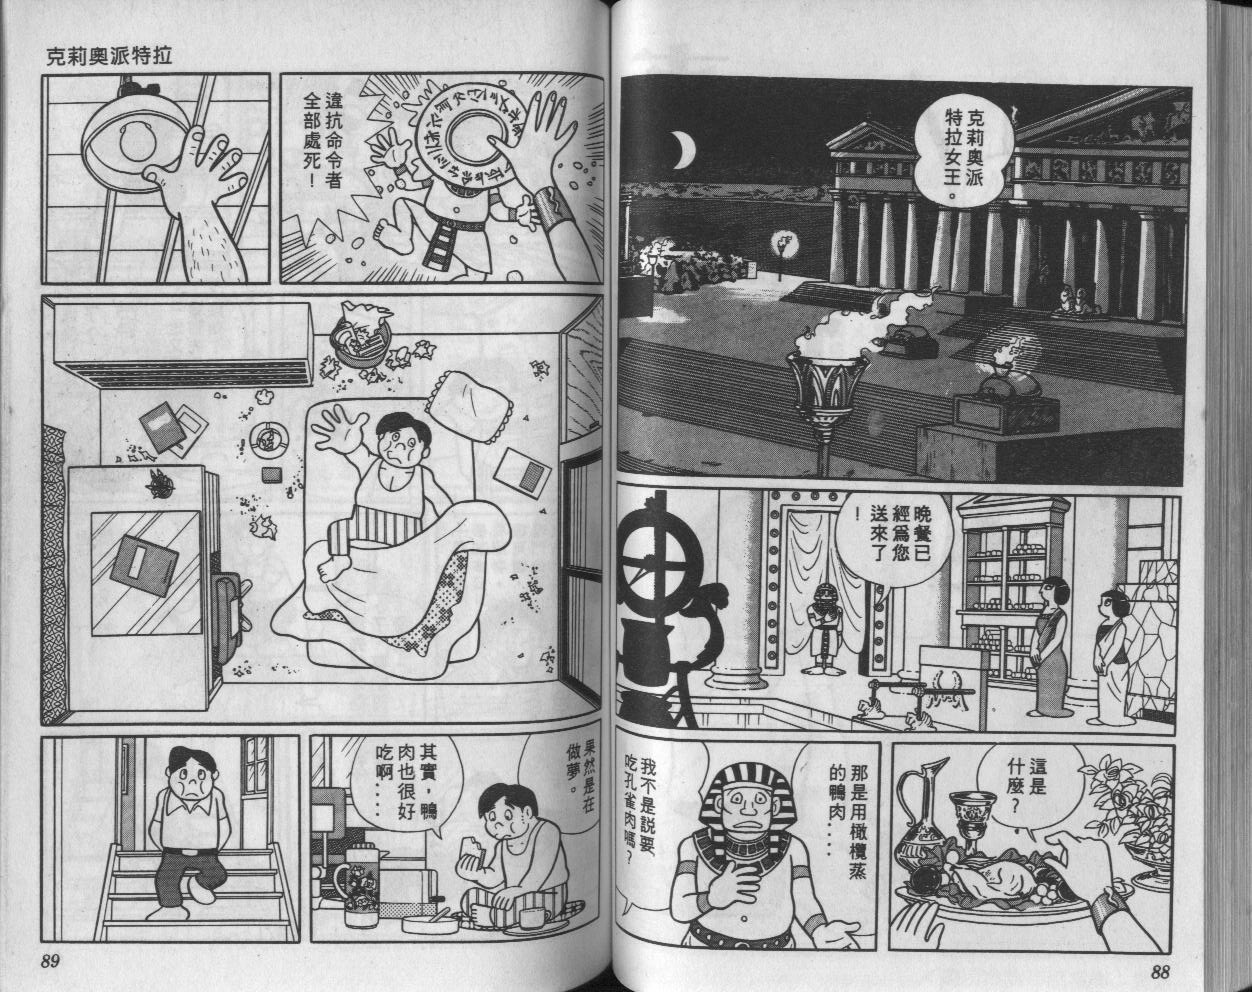 克莉奧派
特拉女王。
晚餐已
經為您
送來了
！
這是
什麼？
那是用橄欖蒸
的鴨肉‥‥
我不是説要
吃孔雀肉嗎？
88
克莉奧派特拉
違抗命令者
全部處死！
果然是在
做夢。
其實，鴨
肉也很好
吃啊‥‥
89